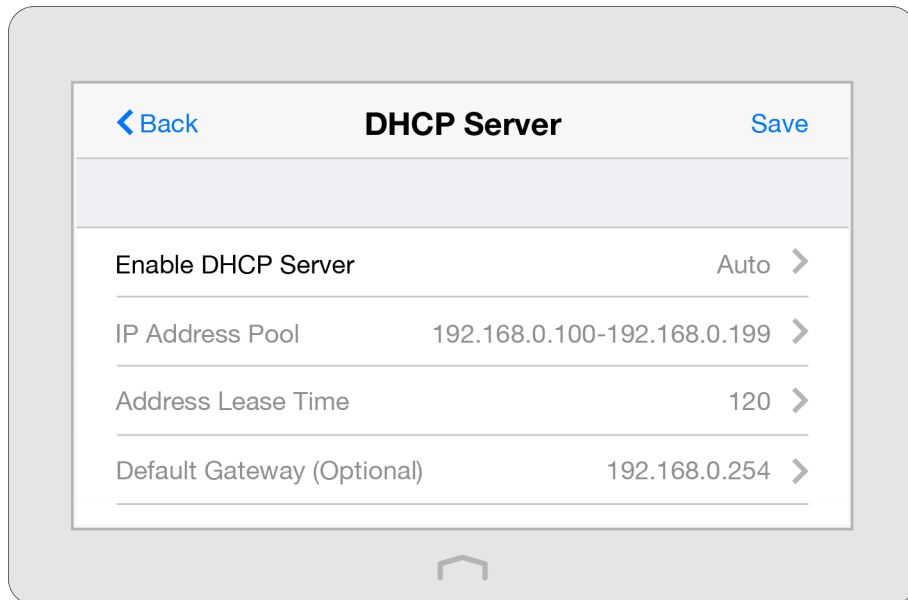 Back DHCP Server Save
Enable DHCP Server Auto
IP Address Pool 192.168.0.100-192.168.0.199
Address Lease Time 120
Default Gateway (Optional) 192.168.0.254